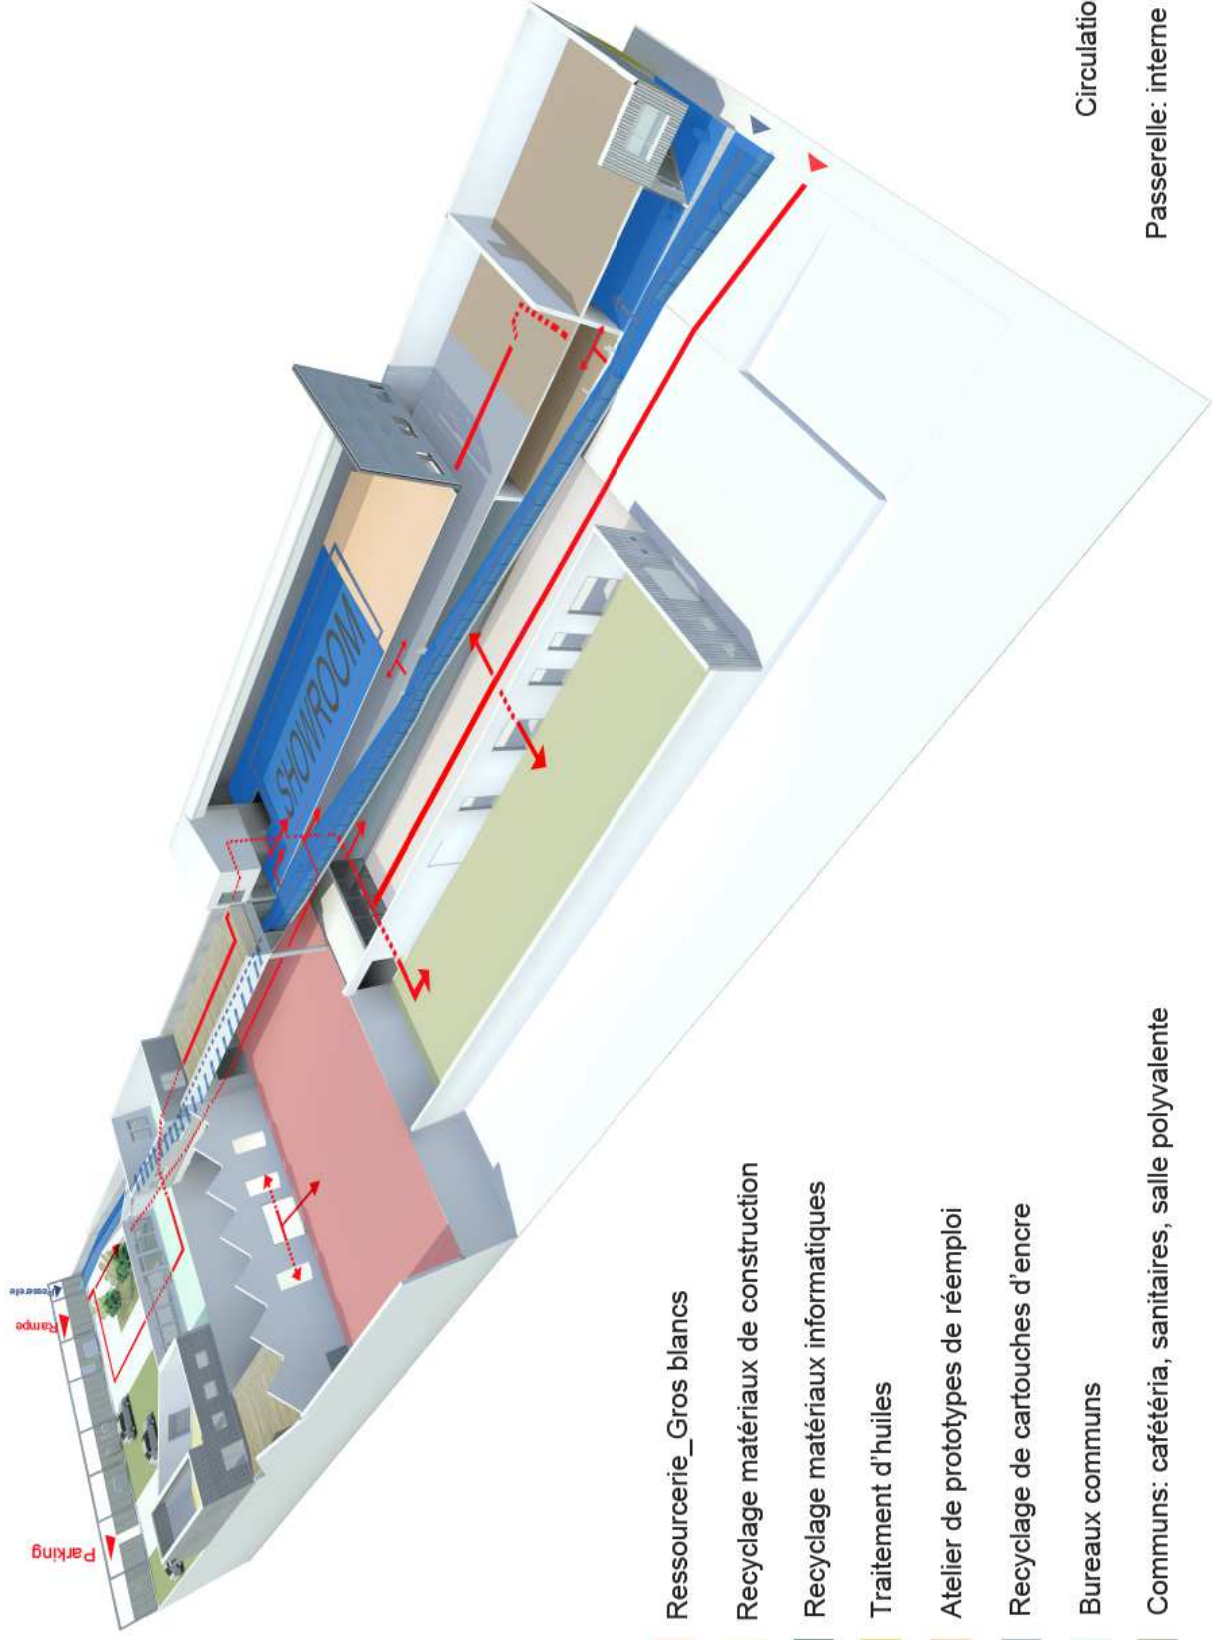 Parking
Rampe
Passerelle
SHOWROOM
Ressourcerie_Gros blancs
Recyclage matériaux de construction
Recyclage matériaux informatiques
Traitement d'huiles
Atelier de prototypes de réemploi
Recyclage de cartouches d'encre
Bureaux communs
Communs: cafétéria, sanitaires, salle polyvalente
Circulatio
Passerelle: interne